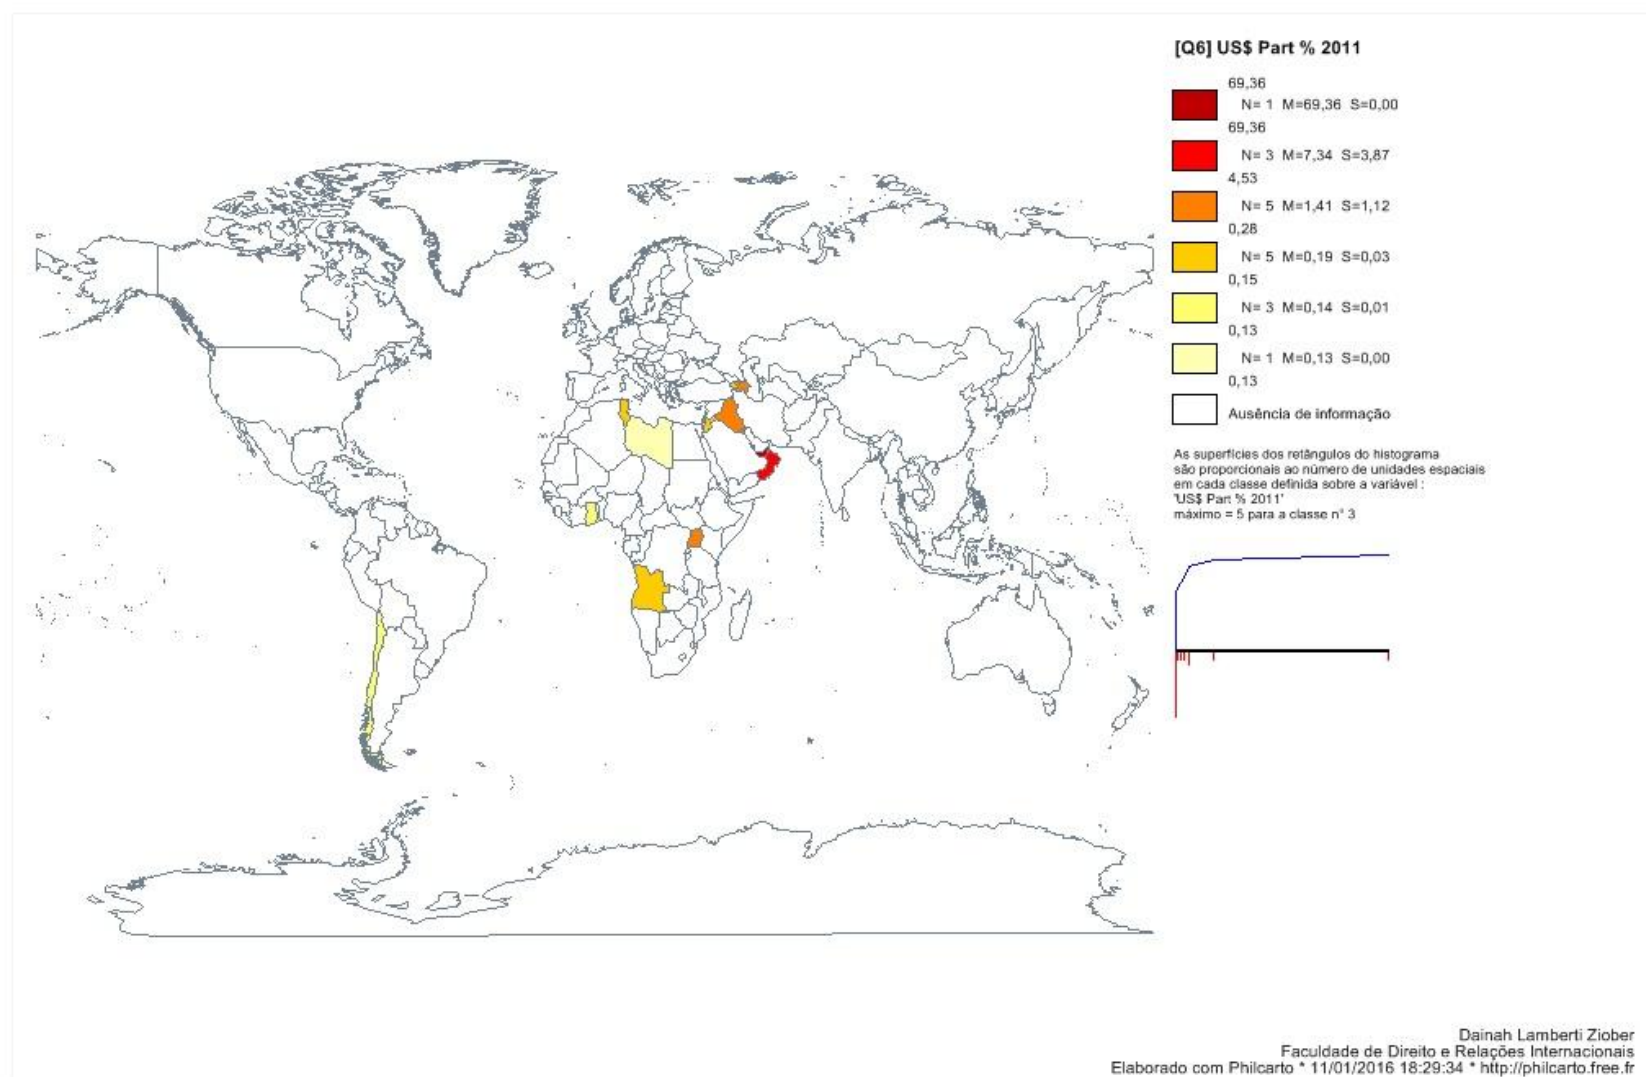 [Q6] US$ Part % 2011
69,36
N= 1 M=69,36 S=0,00
69,36
N= 3 M=7,34 S=3,87
4,53
N= 5 M=1,41 S=1,12
0,28
N= 5 M=0,19 S=0,03
0,15
N= 3 M=0,14 S=0,01
0,13
N= 1 M=0,13 S=0,00
0,13
Ausência de informação
As superfícies dos retângulos do histograma
são proporcionais ao número de unidades espaciais
em cada classe definida sobre a variável :
'US$ Part % 2011'
máximo = 5 para a classe n° 3
Dainah Lamberti Ziober
Faculdade de Direito e Relações Internacionais
Elaborado com Philcarto * 11/01/2016 18:29:34 * http://philcarto.free.fr